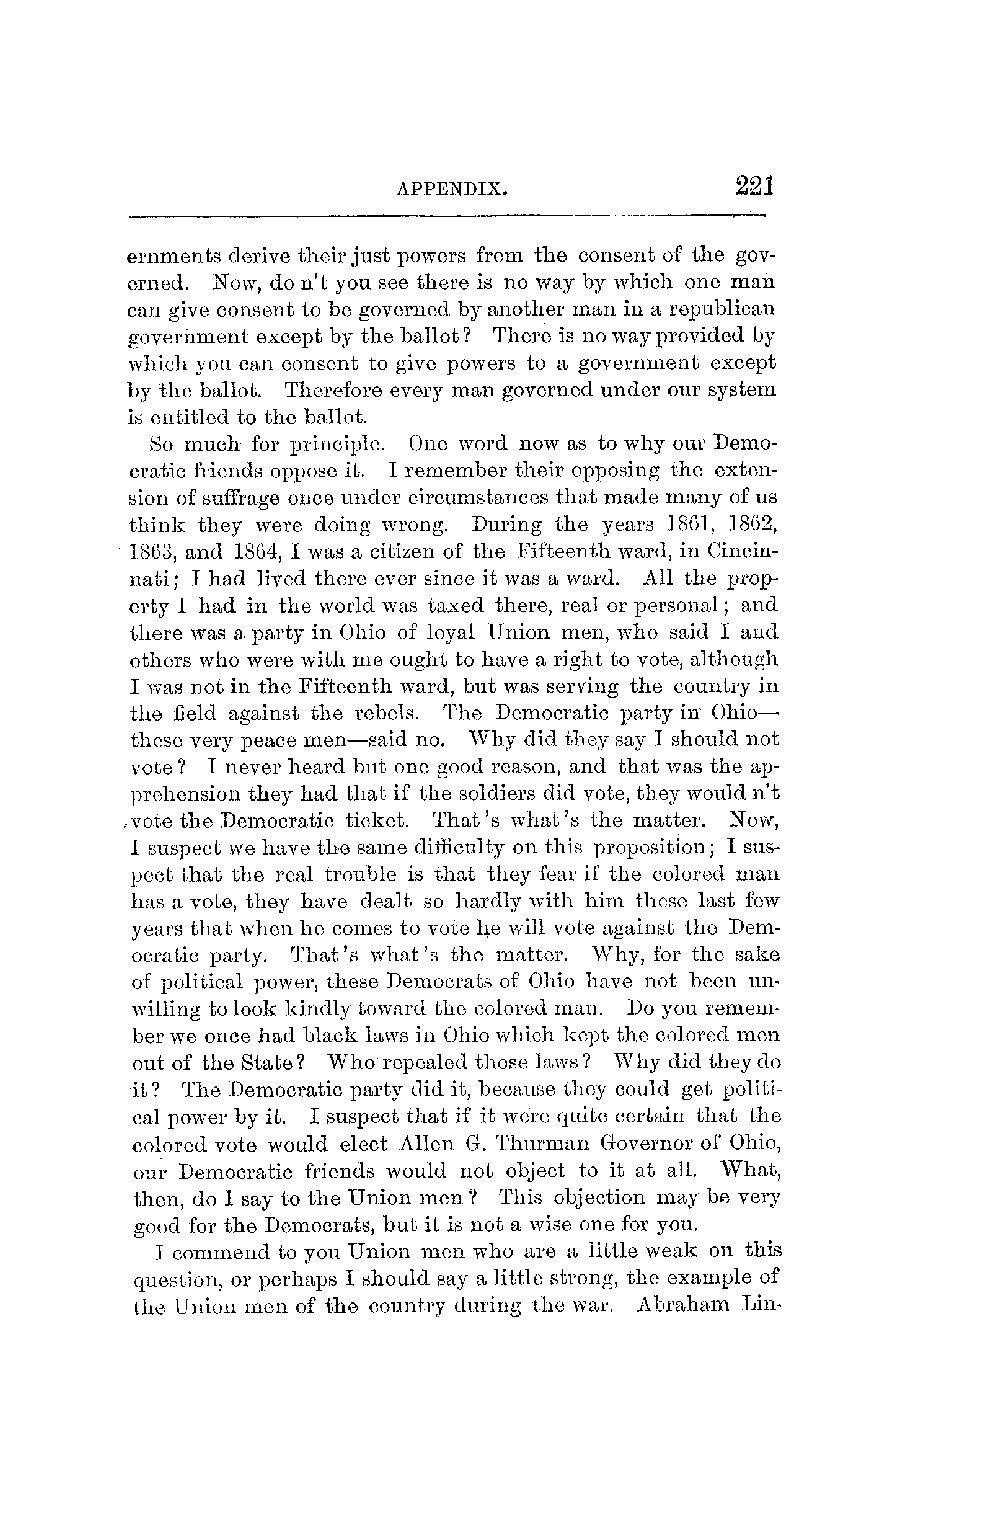 APPENDIX. 221
ernments derive their just powers from the consent of the gov-
erned. Now, do n't you see there is no way by which one man
can give consent to be governed by another man in a republican
government except by the ballot? There is no way provided by
which you can consent to give powers to a government except
by the ballot. Therefore every man governed under our system
is entitled to the ballot.
So much for principle. One word now as to why our Demo-
cratic friends oppose it. I remember their opposing the exten-
sion of suffrage once under circumstances that made many of us
think they were doing wrong. During the years 1861, 1862,
1863, and 1864, I was a citizen of the Fifteenth ward, in Cincin-
nati; I had lived there ever since it was a ward. All the prop-
erty I had in the world was taxed there, real or personal; and
there was a party in Ohio of loyal Union men, who said I and
others who were with me ought to have a right to vote, although
I was not in the Fifteenth ward, but was serving the country in
the field against the rebels. The Democratic party in Ohio—
these very peace men—said no. Why did they say I should not
vote? I never heard but one good reason, and that was the ap-
prehension they had that if the soldiers did vote, they would n't
vote the Democratic ticket. That's what's the matter. Now,
I suspect we have the same difficulty on this proposition; I sus-
pect that the real trouble is that they fear if the colored man
has a vote, they have dealt so hardly with him these last few
years that when he comes to vote he will vote against the Dem-
ocratic party. That's what's the matter. Why, for the sake
of political power, these Democrats of Ohio have not been un-
willing to look kindly toward the colored man. Do you remem-
ber we once had black laws in Ohio which kept the colored men
out of the State? Who repealed those laws? Why did they do
it? The Democratic party did it, because they could get politi-
cal power by it. I suspect that if it were quite certain that the
colored vote would elect Allen G. Thurman Governor of Ohio,
our Democratic friends would not object to it at all. What,
then, do I say to the Union men? This objection may be very
good for the Democrats, but it is not a wise one for you.
I commend to you Union men who are a little weak on this
question, or perhaps I should say a little strong, the example of
the Union men of the country during the war. Abraham Lin-